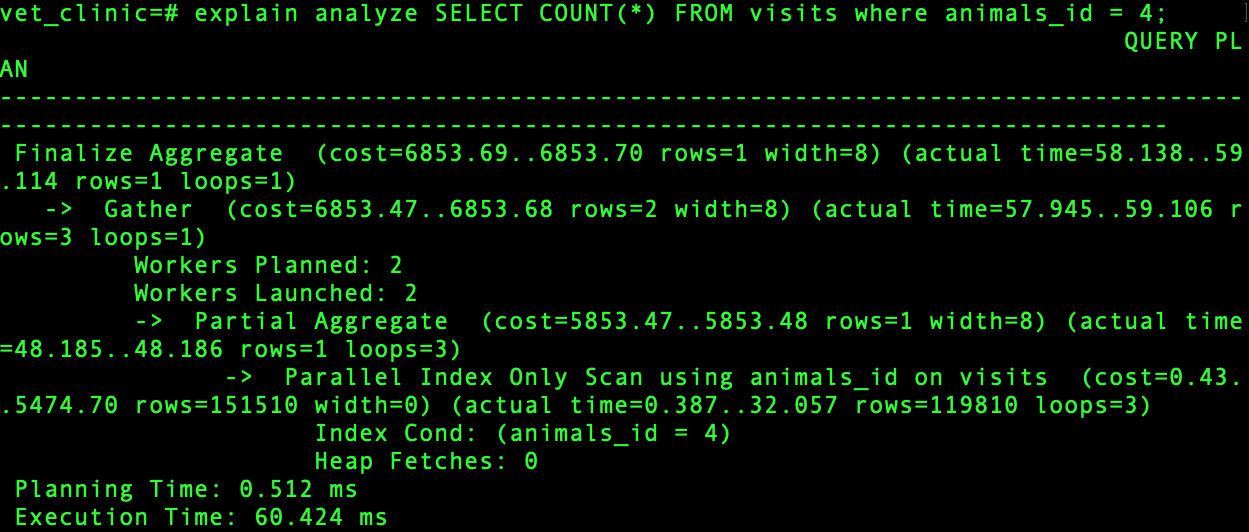 vet_clinic=# explain analyze SELECT COUNT(*) FROM visits where animals_id = 4;
QUERY PL
AN
-----------------------------------------------------------------------------------
------------------------------------------------------------------------------
Finalize Aggregate  (cost=6853.69..6853.70 rows=1 width=8) (actual time=58.138..59
.114 rows=1 loops=1)
->  Gather  (cost=6853.47..6853.68 rows=2 width=8) (actual time=57.945..59.106 r
ows=3 loops=1)
Workers Planned: 2
Workers Launched: 2
->  Partial Aggregate  (cost=5853.47..5853.48 rows=1 width=8) (actual time
=48.185..48.186 rows=1 loops=3)
->  Parallel Index Only Scan using animals_id on visits  (cost=0.43.
.5474.70 rows=151510 width=0) (actual time=0.387..32.057 rows=119810 loops=3)
Index Cond: (animals_id = 4)
Heap Fetches: 0
Planning Time: 0.512 ms
Execution Time: 60.424 ms